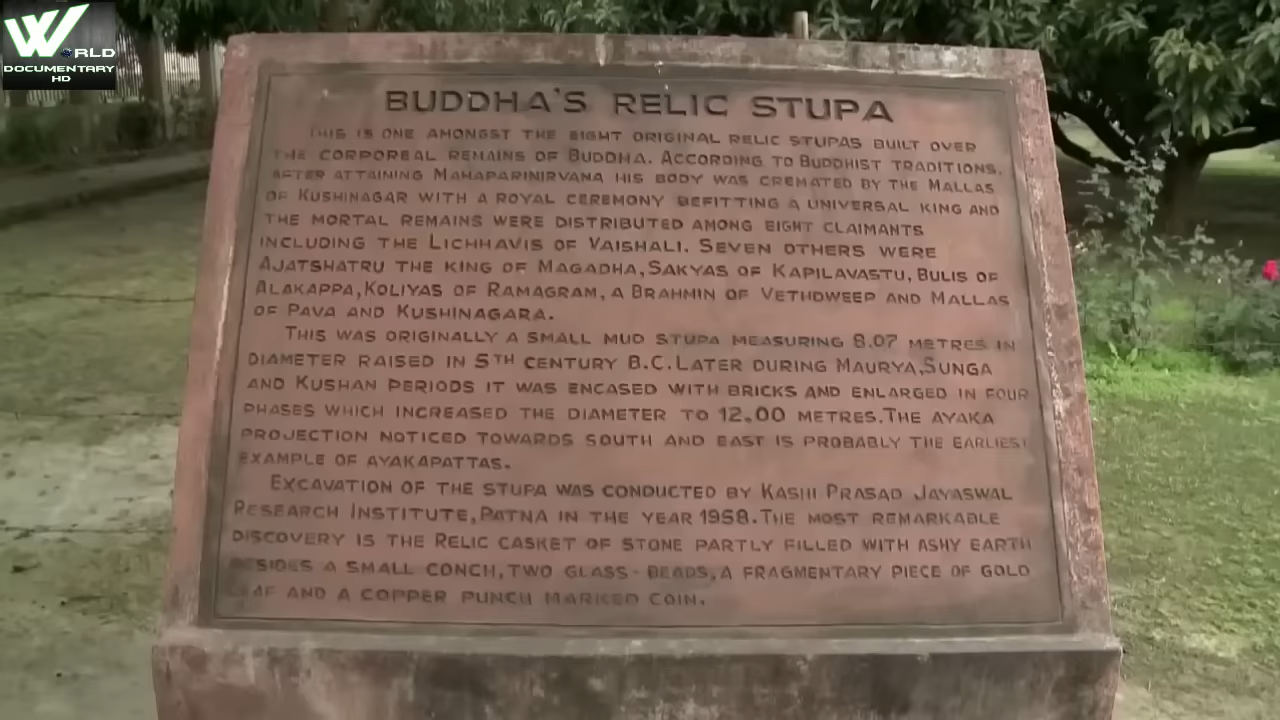 WORLD
DOCUMENTARY
HD
BUDDHA'S RELIC STUPA
THIS IS ONE AMONGST THE EIGHT ORIGINAL RELIC STUPAS BUILT OVER
THE CORPOREAL REMAINS OF BUDDHA. ACCORDING TO BUDDHIST TRADITIONS,
AFTER ATTAINING MAHAPARINIRVANA HIS BODY WAS CREMATED BY THE MALLAS
OF KUSHINAGAR WITH A ROYAL CEREMONY BEFITTING A UNIVERSAL KING AND
THE MORTAL REMAINS WERE DISTRIBUTED AMONG EIGHT CLAIMANTS
INCLUDING THE LICHHAVIS OF VAISHALI. SEVEN OTHERS WERE
AJATSHATRU THE KING OF MAGADHA, SAKYAS OF KAPILAVASTU, BULIS OF
ALAKAPPA, KOLIYAS OF RAMAGRAM, A BRAHMIN OF VETHDWEEP AND MALLAS
OF PAVA AND KUSHINAGARA.
THIS WAS ORIGINALLY A SMALL MUD STUPA MEASURING 8.07 METRES IN
DIAMETER RAISED IN 5TH CENTURY B.C. LATER DURING MAURYA, SUNGA
AND KUSHAN PERIODS IT WAS ENCASED WITH BRICKS AND ENLARGED IN FOUR
PHASES WHICH INCREASED THE DIAMETER TO 12.00 METRES. THE AYAKA
PROJECTION NOTICED TOWARDS SOUTH AND EAST IS PROBABLY THE EARLIEST
EXAMPLE OF AYAKAPATTAS.
EXCAVATION OF THE STUPA WAS CONDUCTED BY KASHI PRASAD JAYASWAL
RESEARCH INSTITUTE, PATNA IN THE YEAR 1958. THE MOST REMARKABLE
DISCOVERY IS THE RELIC CASKET OF STONE PARTLY FILLED WITH ASHY EARTH
BESIDES A SMALL CONCH, TWO GLASS-BEADS, A FRAGMENTARY PIECE OF GOLD
LEAF AND A COPPER PUNCH MARKED COIN.